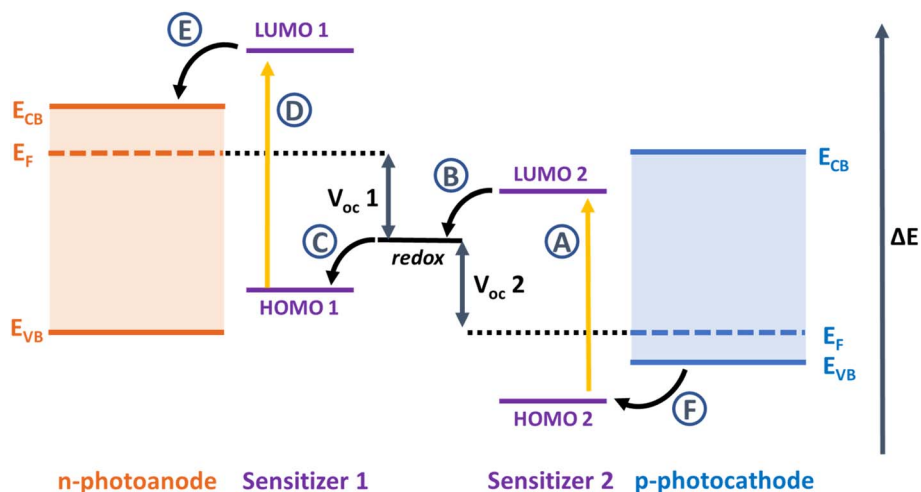 E LUMO 1
E_CB
D
E_F
B LUMO 2
E_CB
V_oc 1
C
redox
A
ΔE
HOMO 1
V_oc 2
E_VB
E_F
E_VB
HOMO 2
F
n-photoanode Sensitizer 1 Sensitizer 2 p-photocathode